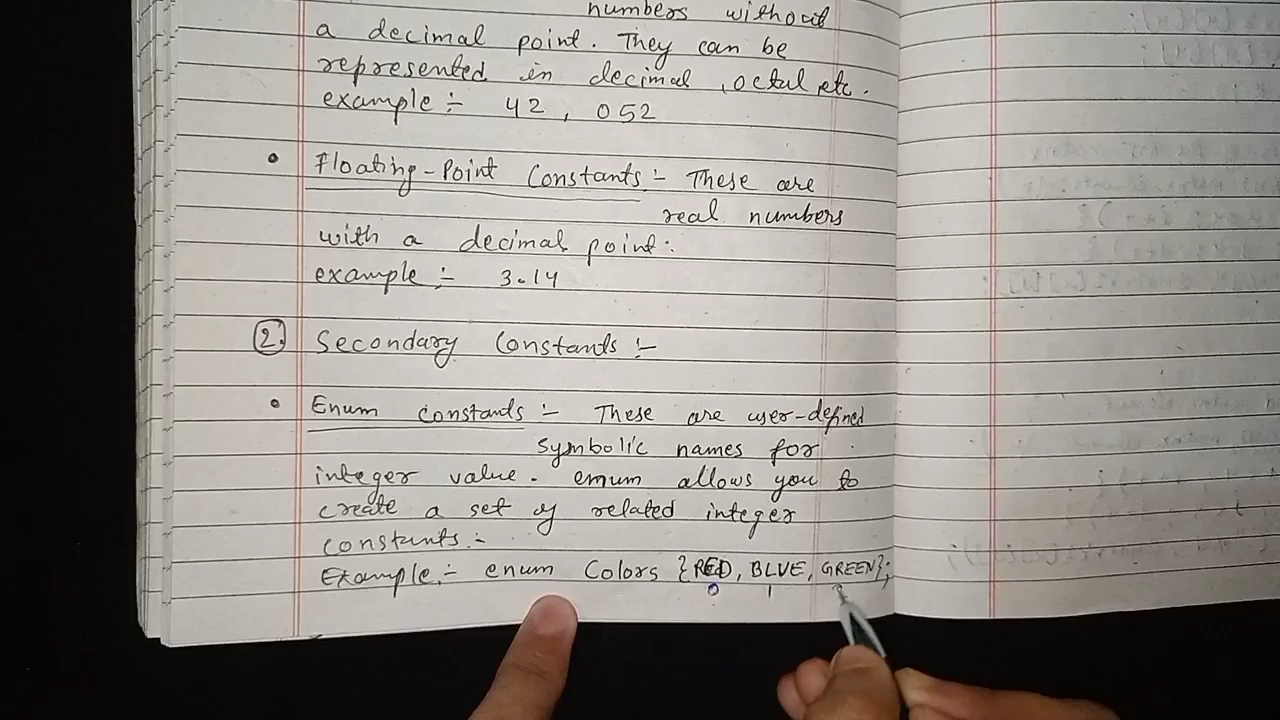 numbers without
a decimal point. They can be
represented in decimal, octal etc.
example :- 42, 052
• Floating-Point Constants :- These are
real numbers
with a decimal point :
example :- 3.14
2. Secondary Constants :-
• Enum constants :- These are user-defined
symbolic names for
integer value. enum allows you to
create a set of related integer
constants :-
Example :- enum Colors {RED, BLUE, GREEN};
0 1 2